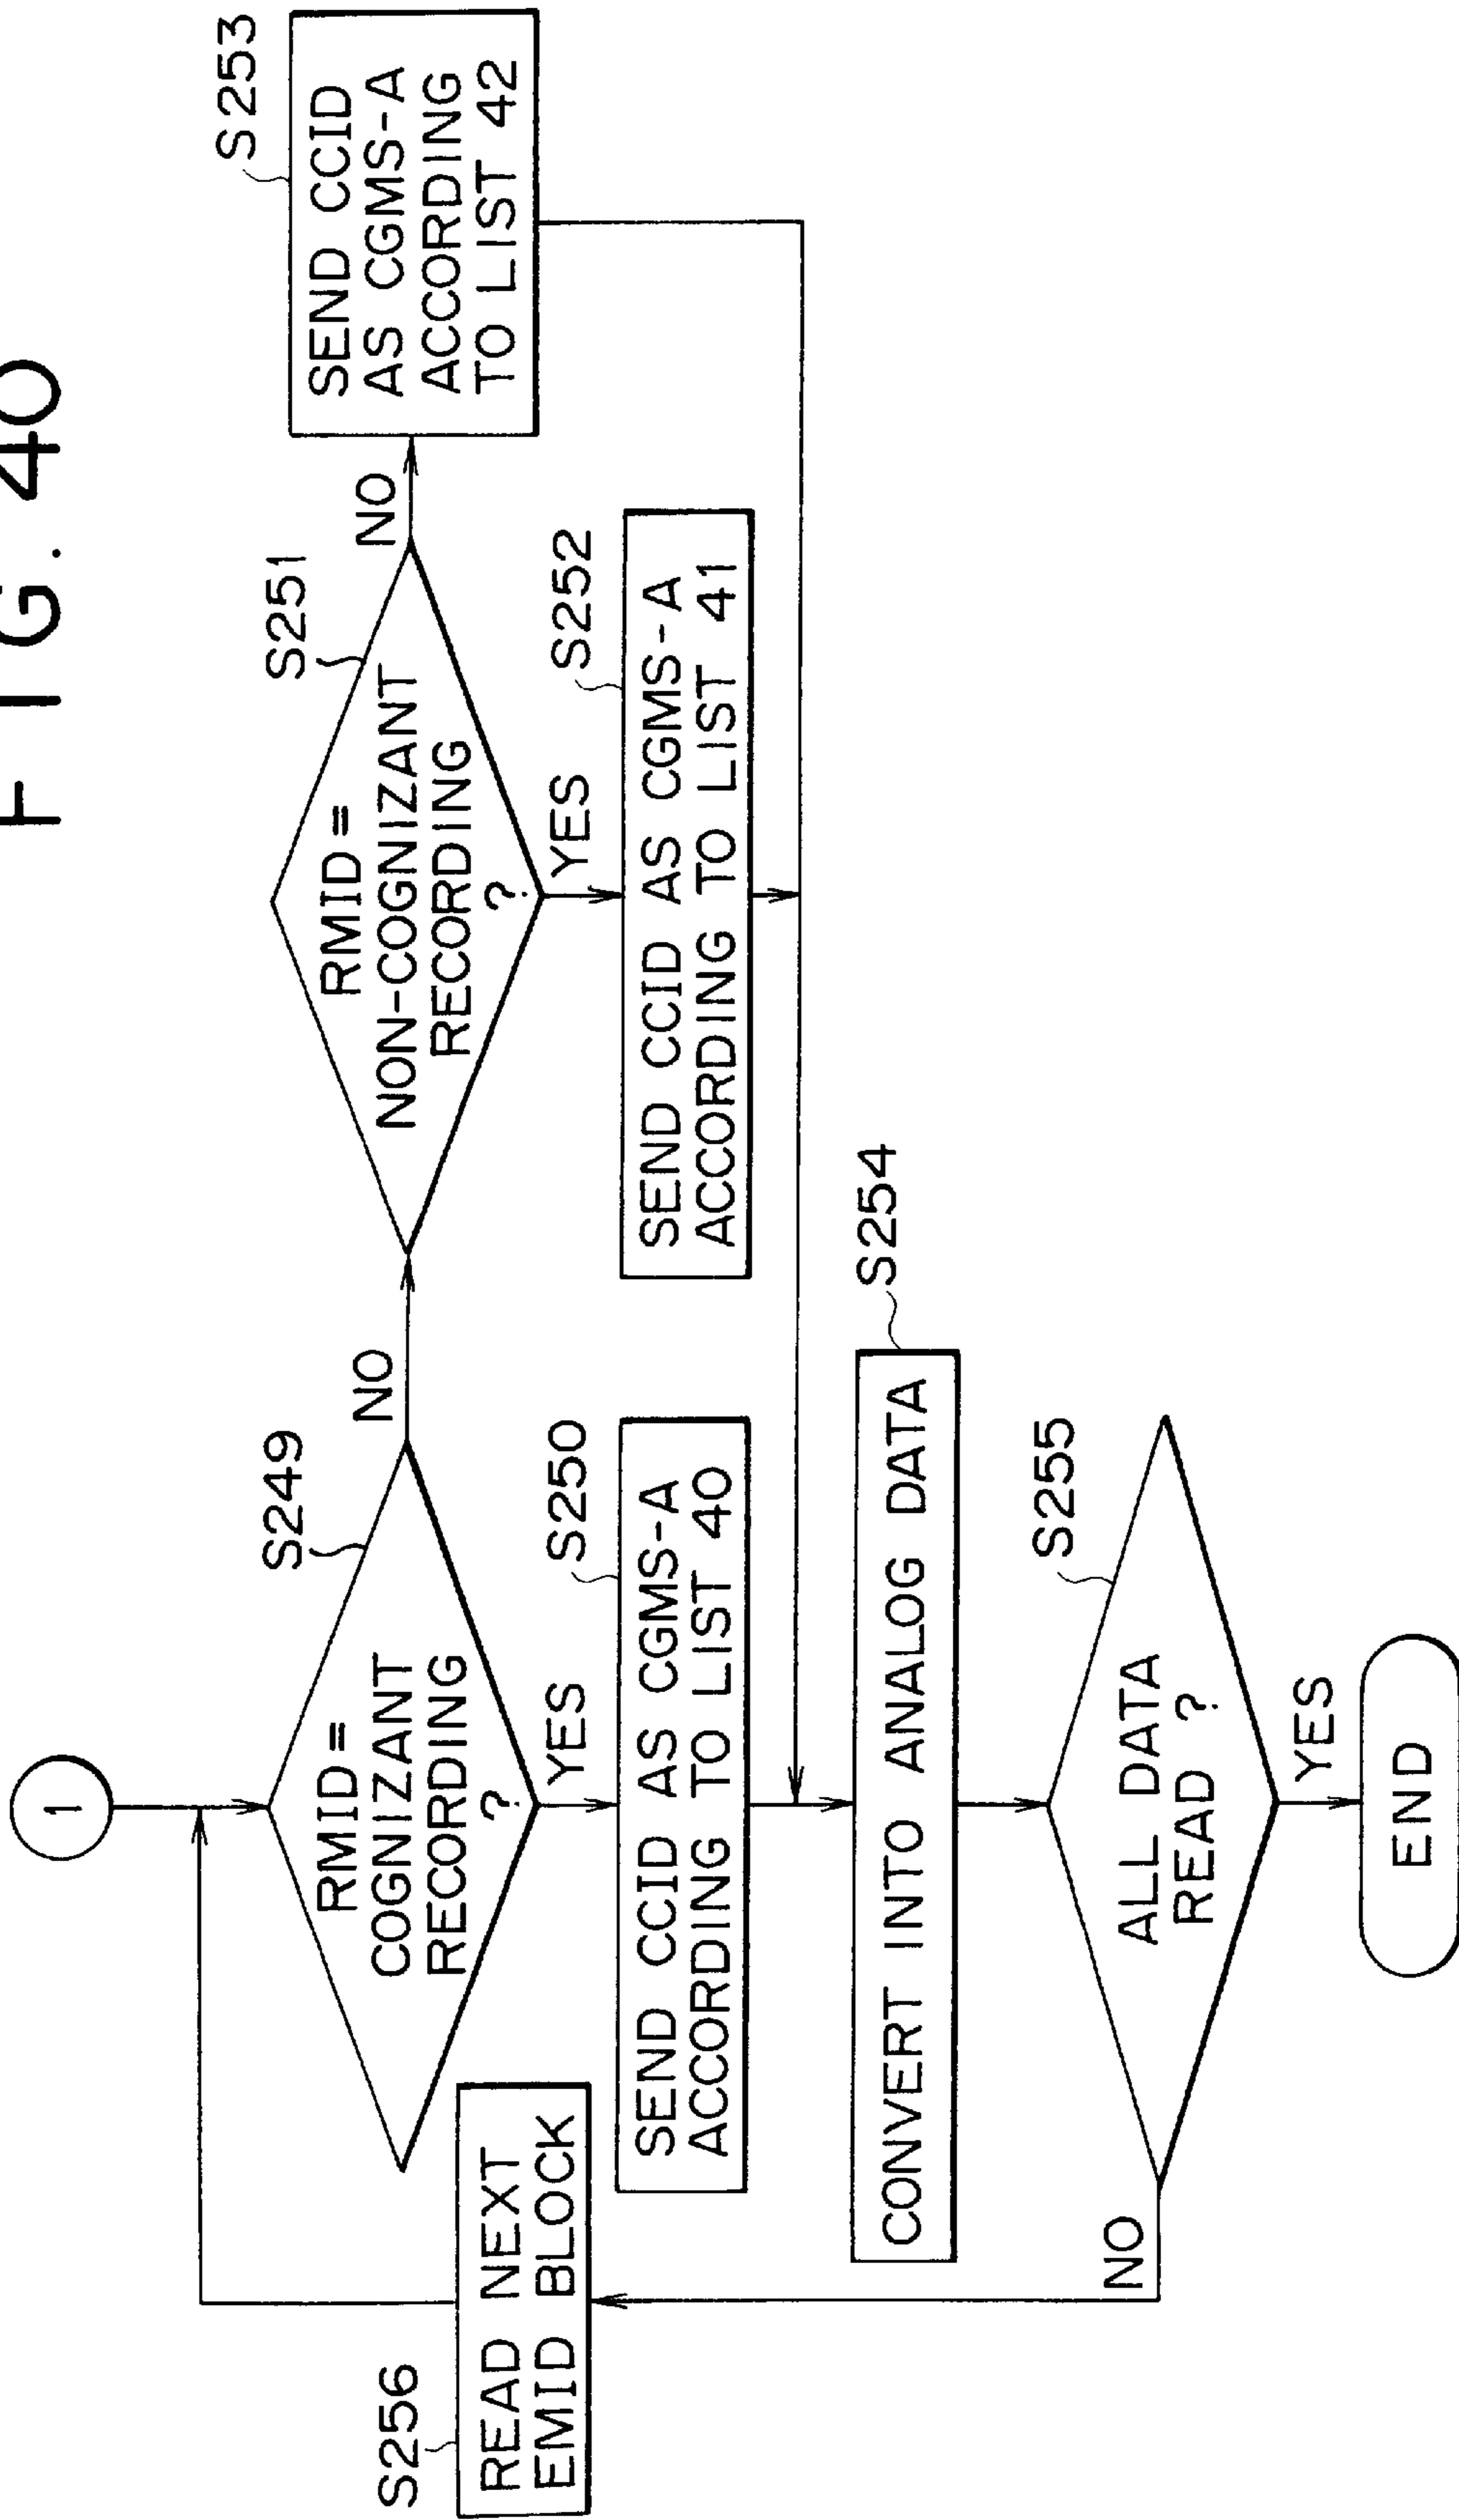 FIG. 40
1
S249
RMID=
COGNIZANT
RECORDING
?
NO
YES
S251
RMID=
NON-COGNIZANT
RECORDING
?
NO
YES
S253
SEND CCID
AS CGMS-A
ACCORDING
TO LIST 42
S256
READ NEXT
EMID BLOCK
S250
SEND CCID AS CGMS-A
ACCORDING TO LIST 40
S252
SEND CCID AS CGMS-A
ACCORDING TO LIST 41
S254
CONVERT INTO ANALOG DATA
S255
ALL DATA
READ ?
NO
YES
END